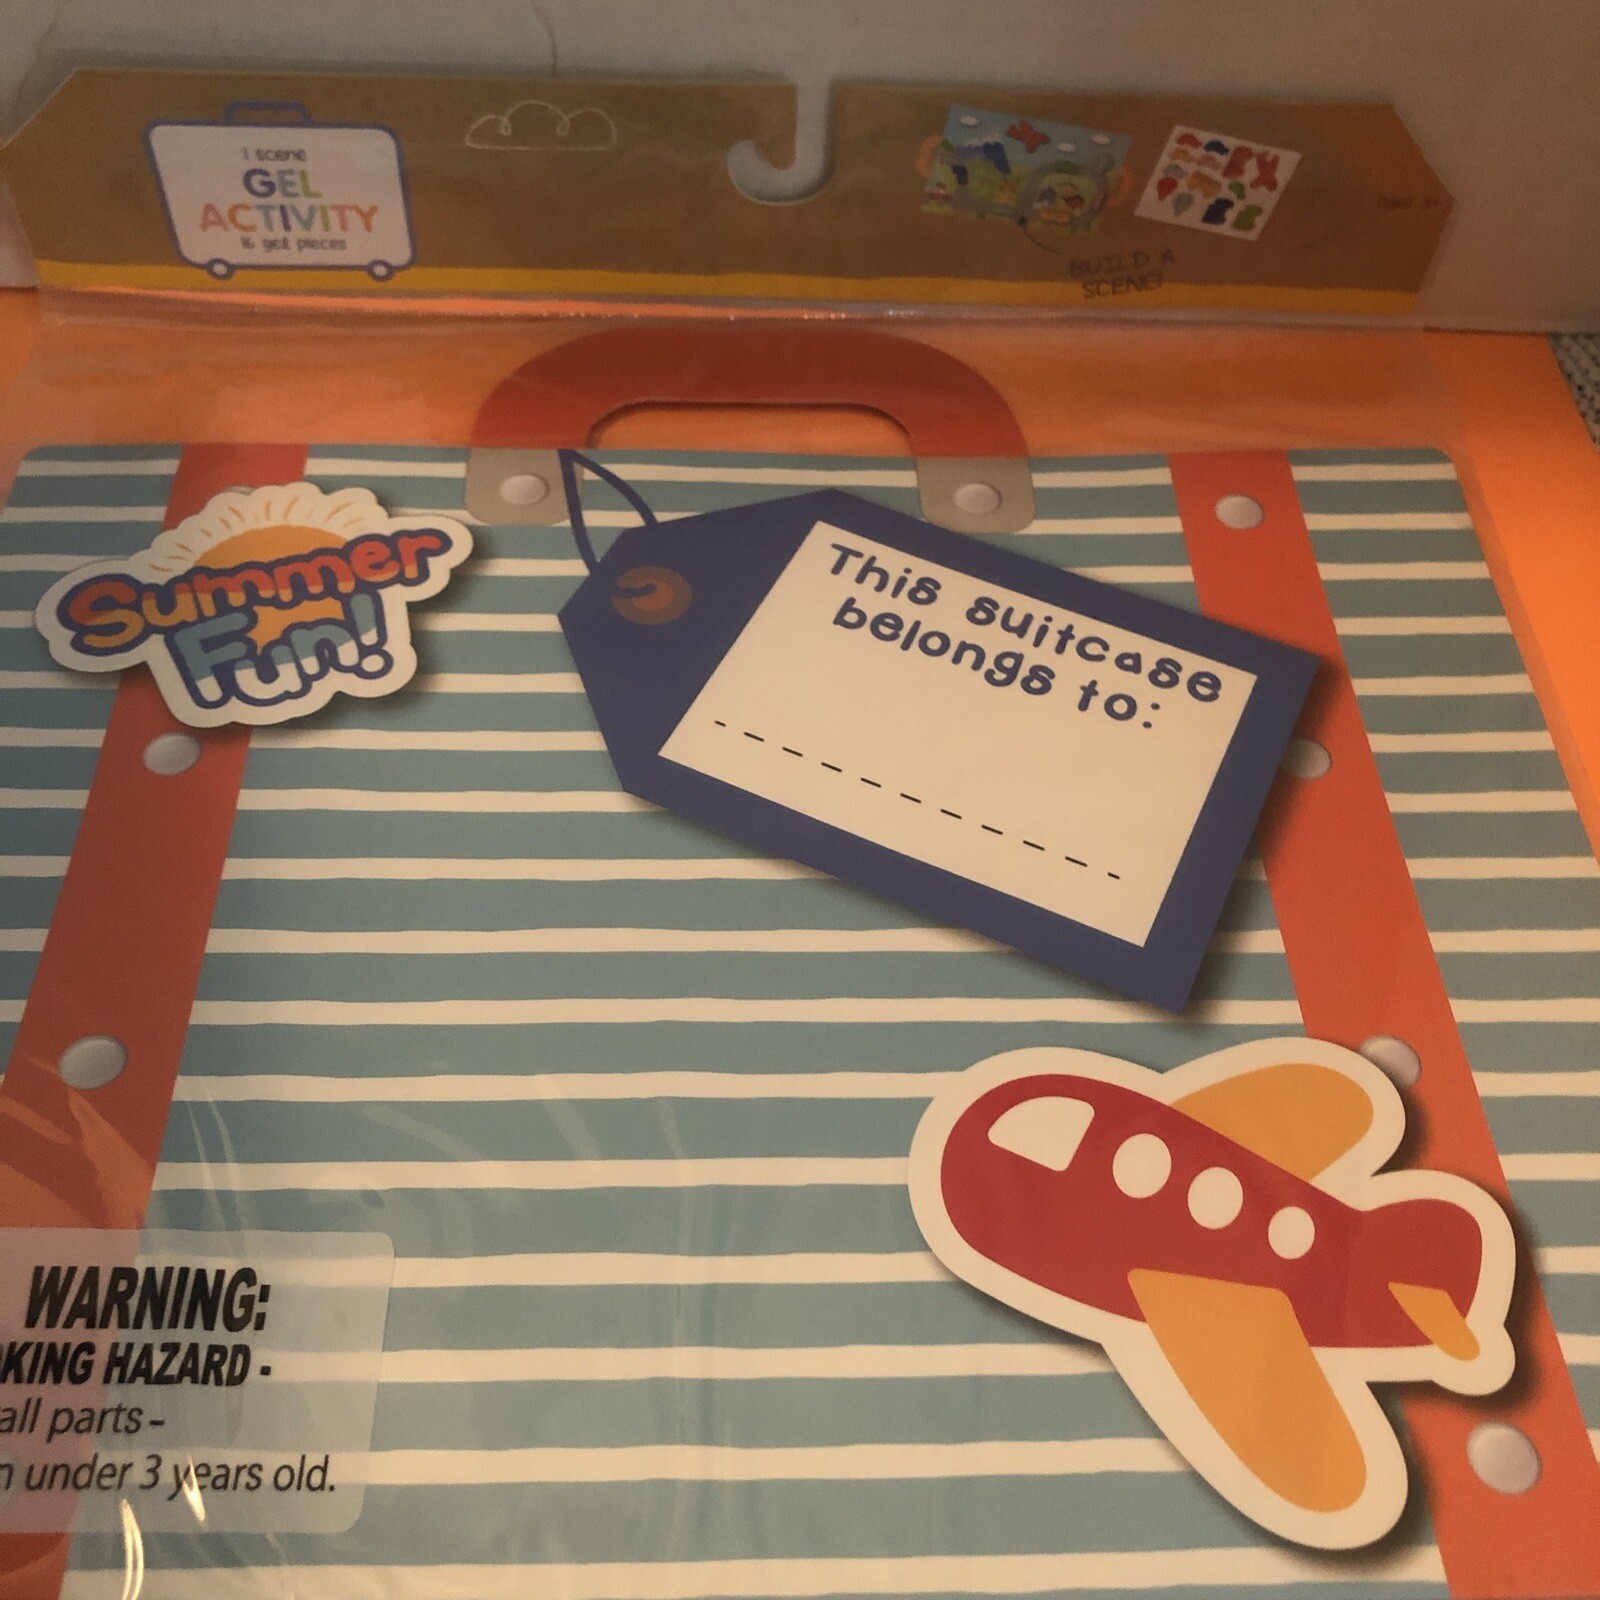 1 scene
GEL
ACTIVITY
16 gel pieces
BUILD A
SCENE!
Summer
Fun!
This suitcase
belongs to:
WARNING:
KING HAZARD -
all parts-
under 3 years old.